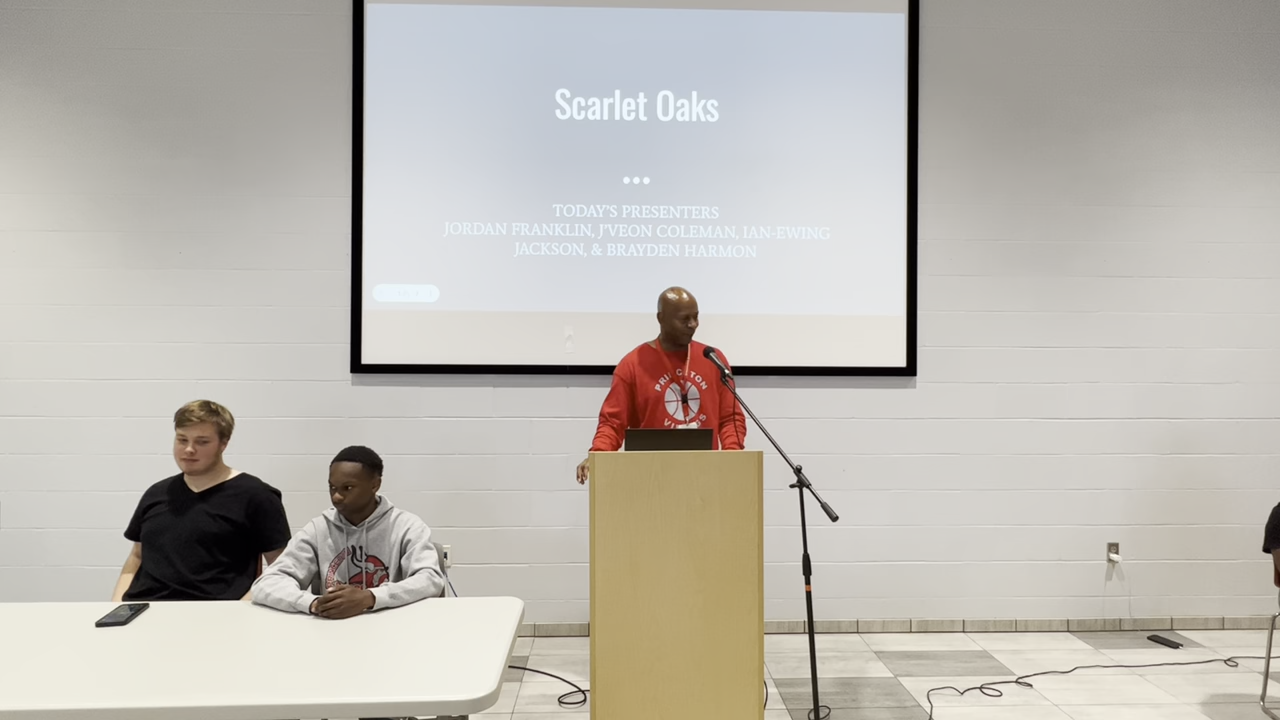 Scarlet Oaks
TODAY'S PRESENTERS
JORDAN FRANKLIN, J'VEON COLEMAN, IAN-EWING
JACKSON, & BRAYDEN HARMON
PRINCETON